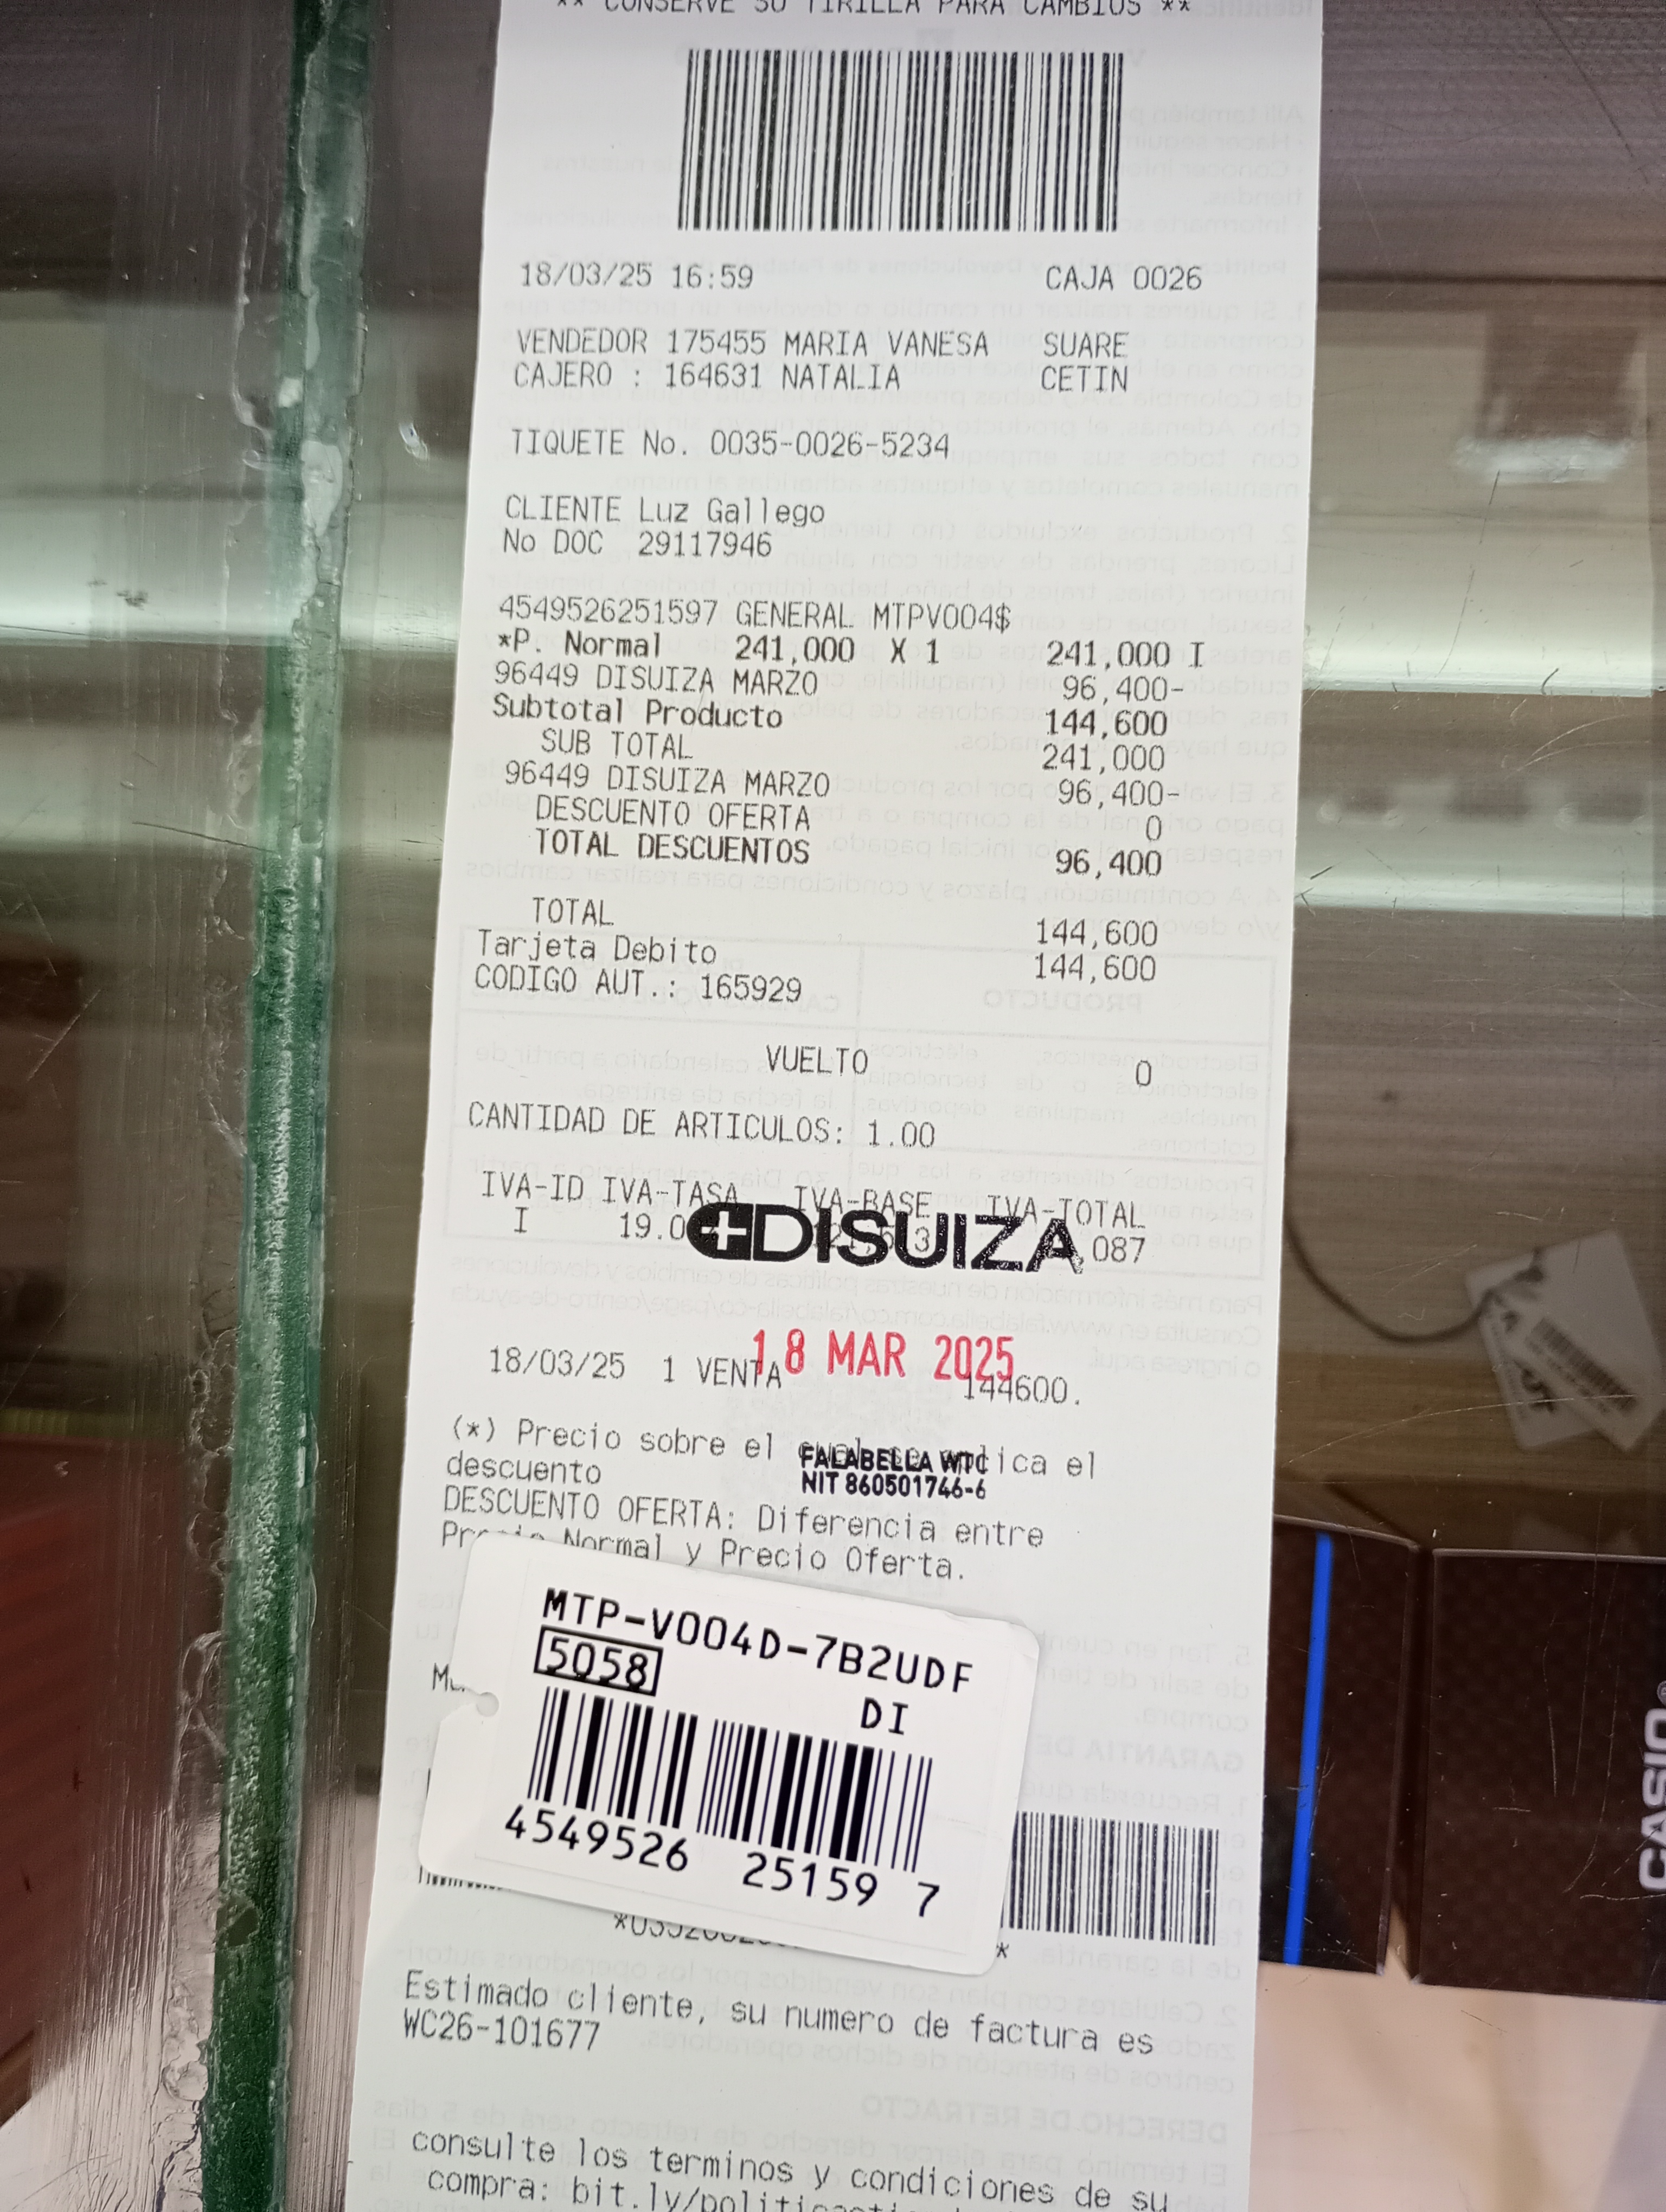 ** CONSERVE SU TIRILLA PARA CAMBIOS **
18/03/25 16:59 CAJA 0026
VENDEDOR 175455 MARIA VANESA SUARE
CAJERO : 164631 NATALIA CETIN
TIQUETE No. 0035-0026-5234
CLIENTE Luz Gallego
No DOC 29117946
4549526251597 GENERAL MTPV004$
*P. Normal 241,000 X 1 241,000 I
96449 DISUIZA MARZO 96,400-
Subtotal Producto 144,600
SUB TOTAL 241,000
96449 DISUIZA MARZO 96,400-
DESCUENTO OFERTA 0
TOTAL DESCUENTOS 96,400
TOTAL 144,600
Tarjeta Debito 144,600
CODIGO AUT.: 165929
VUELTO 0
CANTIDAD DE ARTICULOS: 1.00
IVA-ID IVA-TASA IVA-BASE IVA-TOTAL
I 19.0 087
DISUIZA
18 MAR 2025
18/03/25 1 VENTA 144600.
(*) Precio sobre el cual se aplica el
FALABELLA WTC
descuento
NIT 860501746-6
DESCUENTO OFERTA: Diferencia entre
Precio Normal y Precio Oferta.
MTP-V004D-7B2UDF
5058
DI
4549526 25159 7
Estimado cliente, su numero de factura es
WC26-101677
consulte los terminos y condiciones de su
compra:
CASIO